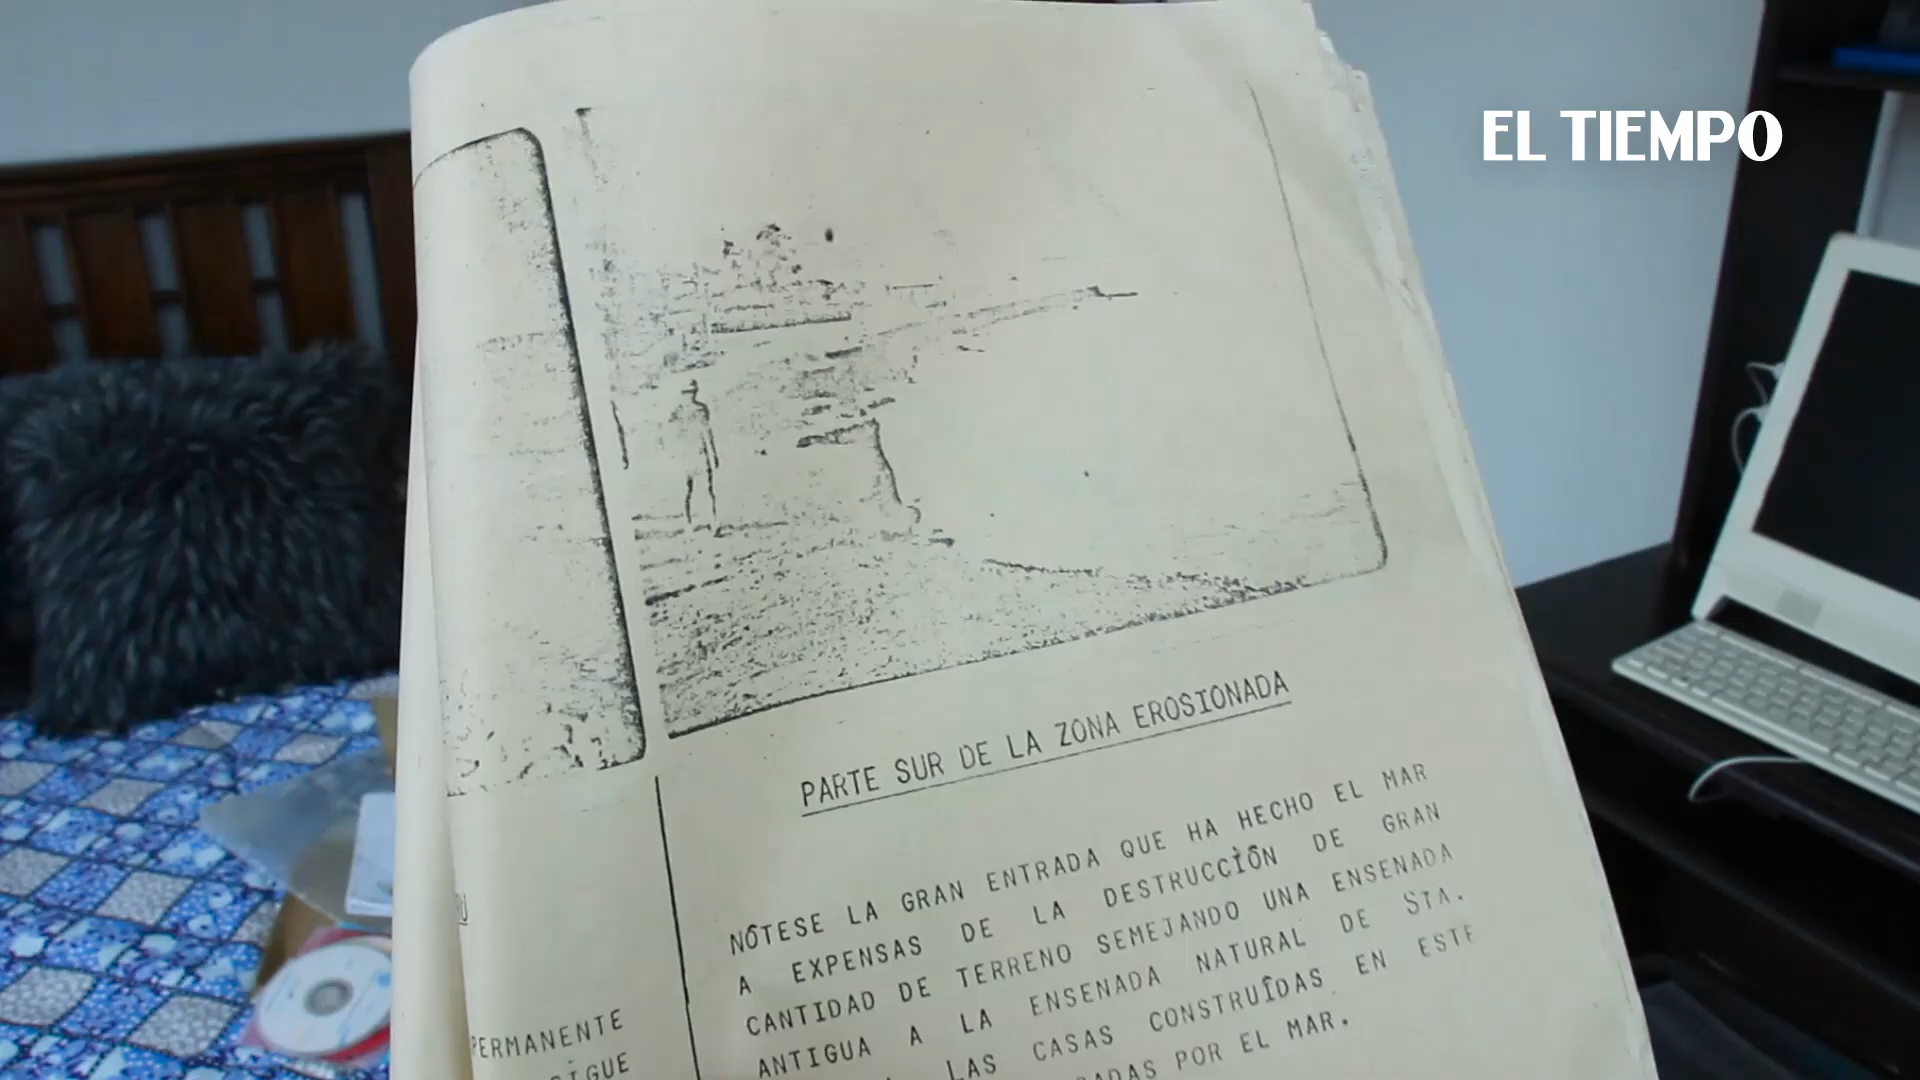 EL TIEMPO
PARTE SUR DE LA ZONA EROSIONADA
NÓTESE LA GRAN ENTRADA QUE HA HECHO EL MAR
A EXPENSAS DE LA DESTRUCCIÓN DE GRAN
CANTIDAD DE TERRENO SEMEJANDO UNA ENSENADA
ANTIGUA A LA ENSENADA NATURAL DE STA.
LAS CASAS CONSTRUÍDAS EN ESTE
POR EL MAR.
PERMANENTE
SIGUE